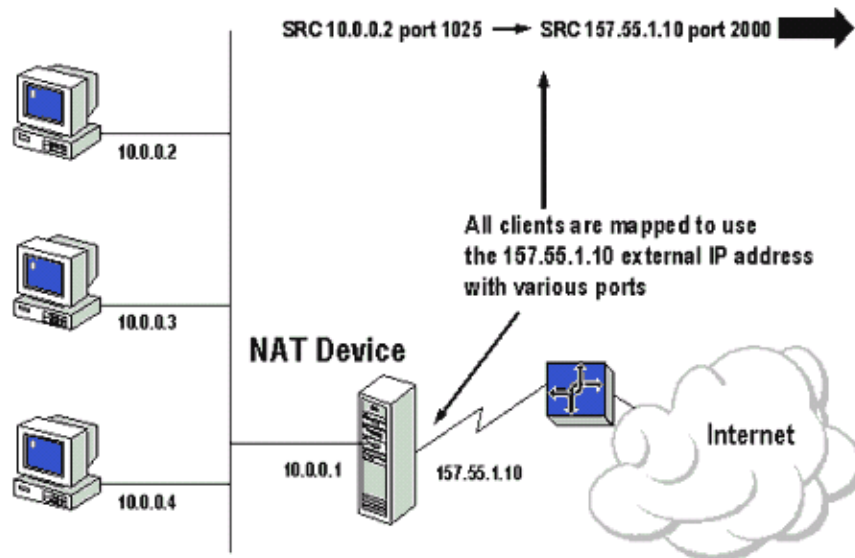 SRC 10.0.0.2 port 1025 → SRC 157.55.1.10 port 2000
10.0.0.2
All clients are mapped to use
the 157.55.1.10 external IP address
with various ports
10.0.0.3
NAT Device
Internet
10.0.0.1
157.55.1.10
10.0.0.4